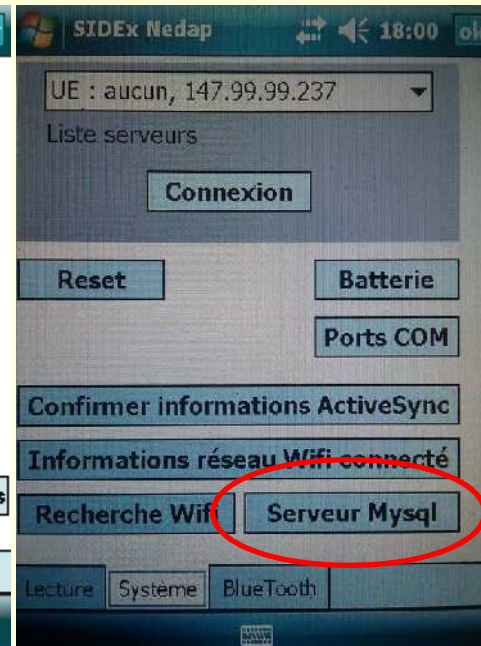 SIDEx Nedap 18:00 ok
UE : aucun, 147.99.99.237
Liste serveurs
Connexion
Reset Batterie
Ports COM
Confirmer informations ActiveSync
Informations réseau Wifi connecté
Recherche Wifi Serveur Mysql
Lecture Système BlueTooth